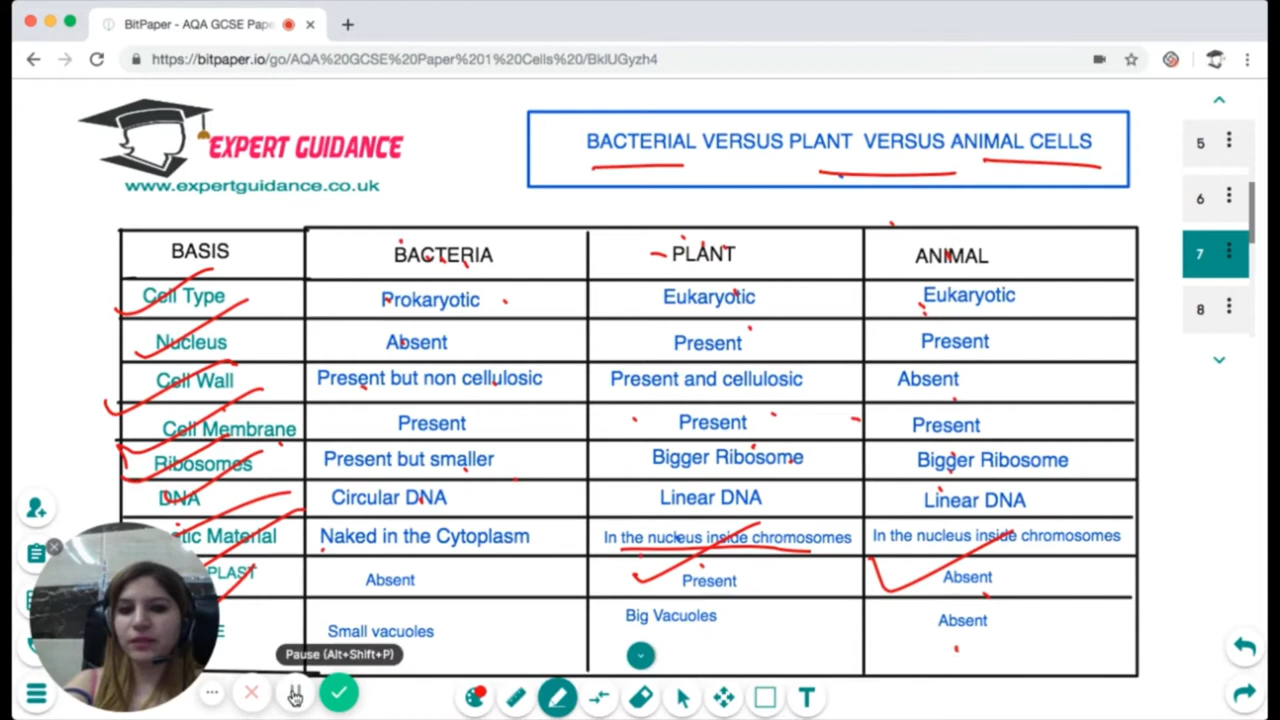 BitPaper - AQA GCSE Pape
https://bitpaper.io/go/AQA%20GCSE%20Paper%201%20Cells%20/BklUGyzh4
EXPERT GUIDANCE
www.expertguidance.co.uk
BACTERIAL VERSUS PLANT VERSUS ANIMAL CELLS
5
6
7
8
BASIS BACTERIA PLANT ANIMAL
Cell Type Prokaryotic Eukaryotic Eukaryotic
Nucleus Absent Present Present
Cell Wall Present but non cellulosic Present and cellulosic Absent
Cell Membrane Present Present Present
Ribosomes Present but smaller Bigger Ribosome Bigger Ribosome
DNA Circular DNA Linear DNA Linear DNA
tic Material Naked in the Cytoplasm In the nucleus inside chromosomes In the nucleus inside chromosomes
PLAST Absent Present Absent
E Small vacuoles Big Vacuoles Absent
Pause (Alt+Shift+P)
T